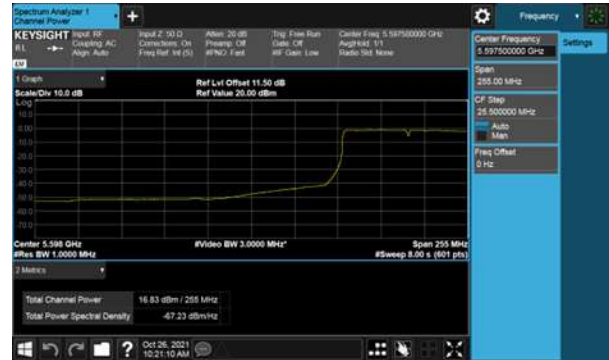 Spectrum Analyzer 1
Channel Power
Frequency
KEYSIGHT
Input: RF
Coupling: AC
Align: Auto
Input Z: 50 Ω
Corrections: On
Freq Ref: Int (S)
Atten: 20 dB
Preamp: Off
#PNO: Fast
Trig: Free Run
Gate: Off
#IF Gain: Low
Center Freq: 5.597500000 GHz
Avg|Hold: 1/1
Radio Std: None
Center Frequency
5.597500000 GHz
Settings
Span
255.00 MHz
CF Step
25.500000 MHz
Auto
Man
Freq Offset
0 Hz
1 Graph
Scale/Div 10.0 dB
Ref Lvl Offset 11.50 dB
Ref Value 20.00 dBm
Log
10.0
0.00
Center 5.598 GHz
#Res BW 1.0000 MHz
#Video BW 3.0000 MHz*
Span 255 MHz
#Sweep 8.00 s (601 pts)
2 Metrics
Total Channel Power
16.83 dBm / 255 MHz
Total Power Spectral Density
-67.23 dBm/Hz
Oct 26, 2021
10:21:10 AM